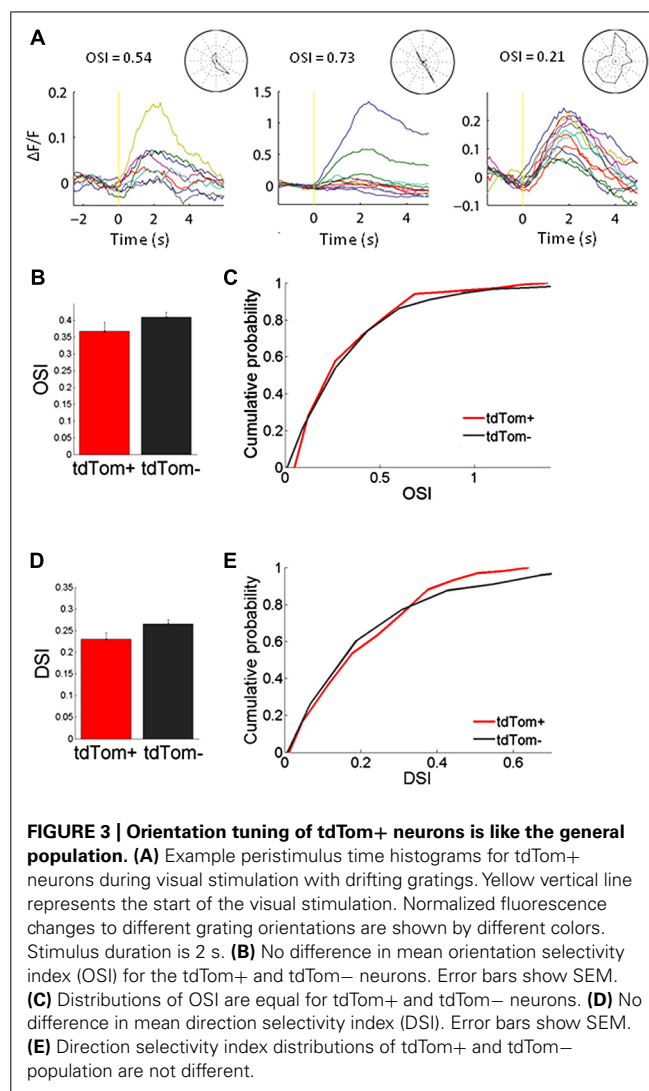 A
OSI = 0.54
OSI = 0.73
OSI = 0.21
ΔF/F
0.2
0.1
0
−2 0 2 4
Time (s)
1.5
1
0.5
0
0 2 4
Time (s)
0.2
0.1
0
−0.1
0 2 4
Time (s)
B
OSI
0.4
0.35
0.3
0.25
0.2
0.15
0.1
0.05
0
tdTom+ tdTom-
C
Cumulative probability
1
0.8
0.6
0.4
0.2
0
0 0.5 1
tdTom+
tdTom-
OSI
D
DSI
0.35
0.3
0.25
0.2
0.15
0.1
0.05
0
tdTom+ tdTom-
E
Cumulative probability
1
0.8
0.6
0.4
0.2
0
0 0.2 0.4 0.6
tdTom+
tdTom-
DSI
FIGURE 3 | Orientation tuning of tdTom+ neurons is like the general
population. (A) Example peristimulus time histograms for tdTom+
neurons during visual stimulation with drifting gratings. Yellow vertical line
represents the start of the visual stimulation. Normalized fluorescence
changes to different grating orientations are shown by different colors.
Stimulus duration is 2 s. (B) No difference in mean orientation selectivity
index (OSI) for the tdTom+ and tdTom− neurons. Error bars show SEM.
(C) Distributions of OSI are equal for tdTom+ and tdTom− neurons. (D) No
difference in mean direction selectivity index (DSI). Error bars show SEM.
(E) Direction selectivity index distributions of tdTom+ and tdTom−
population are not different.